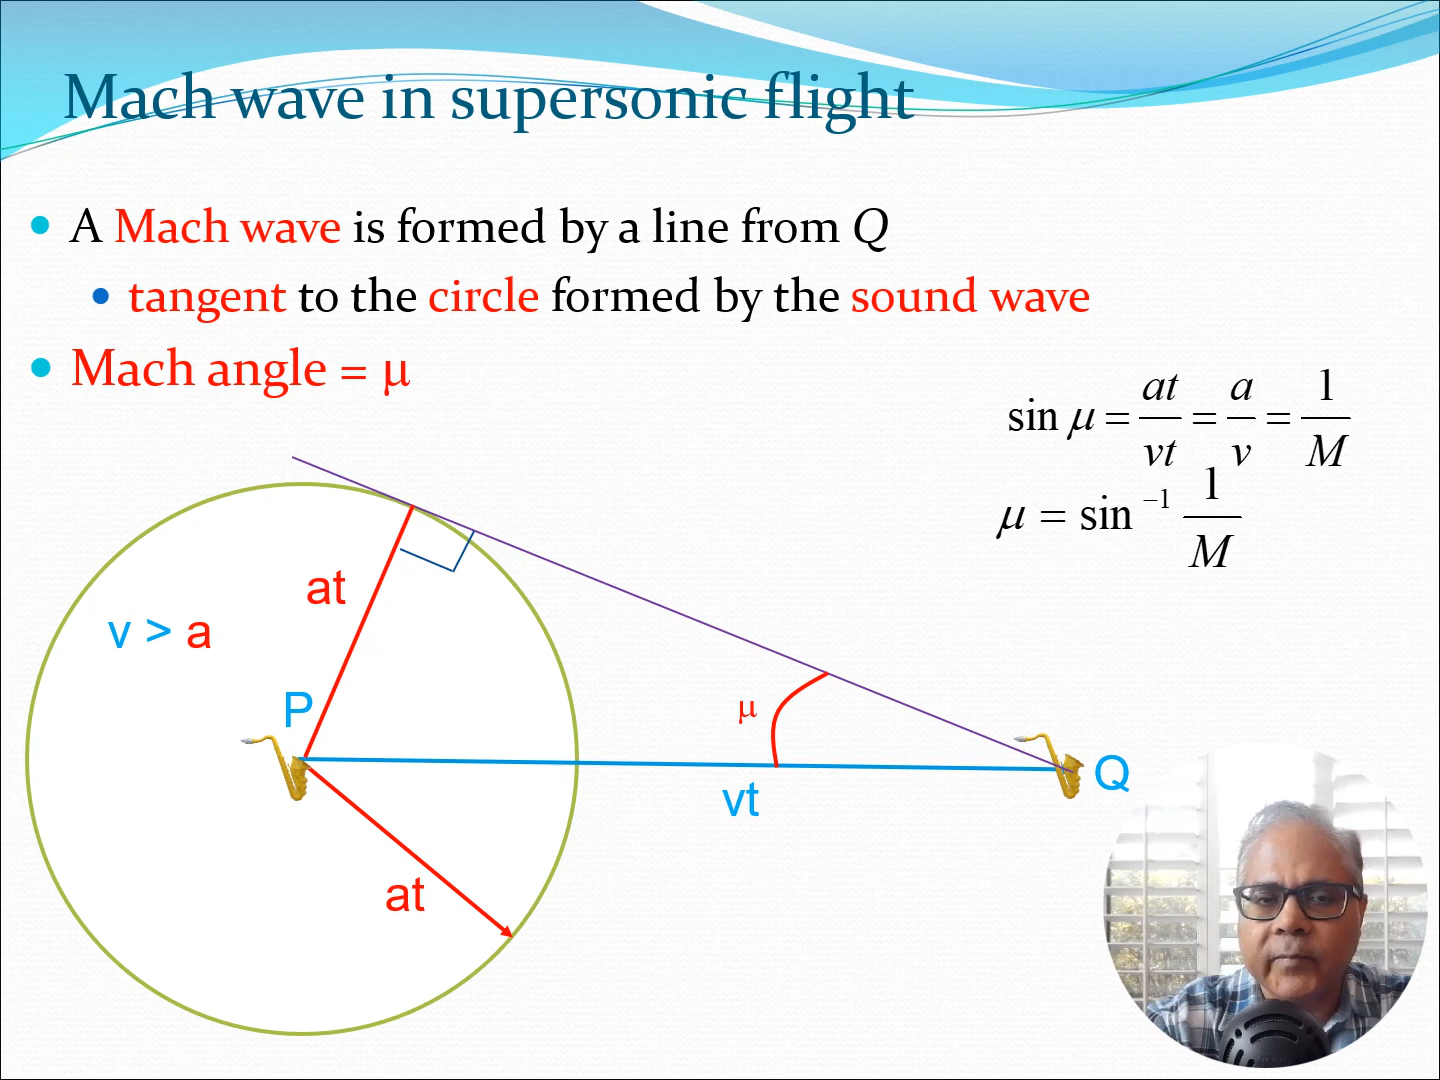 Mach wave in supersonic flight
A Mach wave is formed by a line from Q
tangent to the circle formed by the sound wave
Mach angle = μ
sin μ = at/vt = a/v = 1/M
μ = sin⁻¹ 1/M
at
v > a
P
μ
Q
vt
at